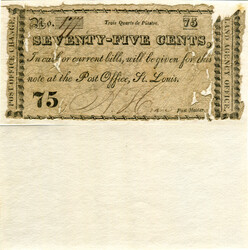 No. 777
Trois Quarts de Piastre.
75
SEVENTY-FIVE CENTS,
In cash or current bills, will be given for this
note at the Post Office, St. Louis.
75
Post Master.
POST OFFICE CHANGE.
LAND AGENCY OFFICE.